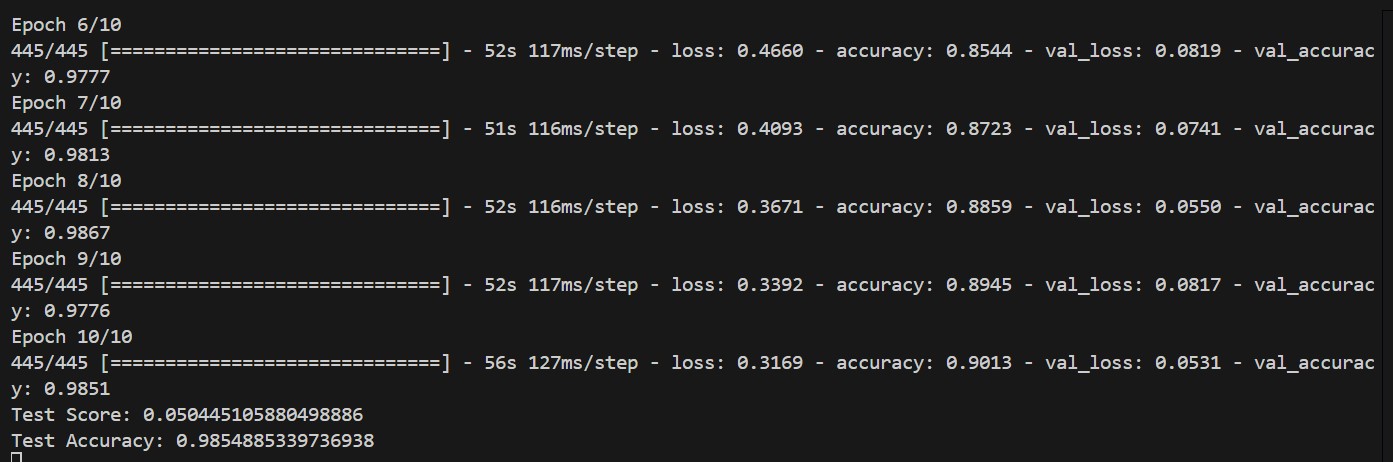 Epoch 6/10
445/445 [==============================] - 52s 117ms/step - loss: 0.4660 - accuracy: 0.8544 - val_loss: 0.0819 - val_accurac
y: 0.9777
Epoch 7/10
445/445 [==============================] - 51s 116ms/step - loss: 0.4093 - accuracy: 0.8723 - val_loss: 0.0741 - val_accurac
y: 0.9813
Epoch 8/10
445/445 [==============================] - 52s 116ms/step - loss: 0.3671 - accuracy: 0.8859 - val_loss: 0.0550 - val_accurac
y: 0.9867
Epoch 9/10
445/445 [==============================] - 52s 117ms/step - loss: 0.3392 - accuracy: 0.8945 - val_loss: 0.0817 - val_accurac
y: 0.9776
Epoch 10/10
445/445 [==============================] - 56s 127ms/step - loss: 0.3169 - accuracy: 0.9013 - val_loss: 0.0531 - val_accurac
y: 0.9851
Test Score: 0.050445105880498886
Test Accuracy: 0.9854885339736938